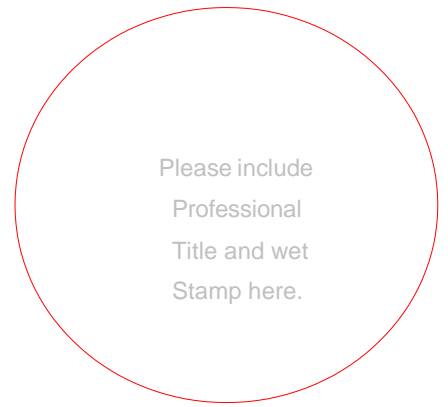 Please include
Professional
Title and wet
Stamp here.